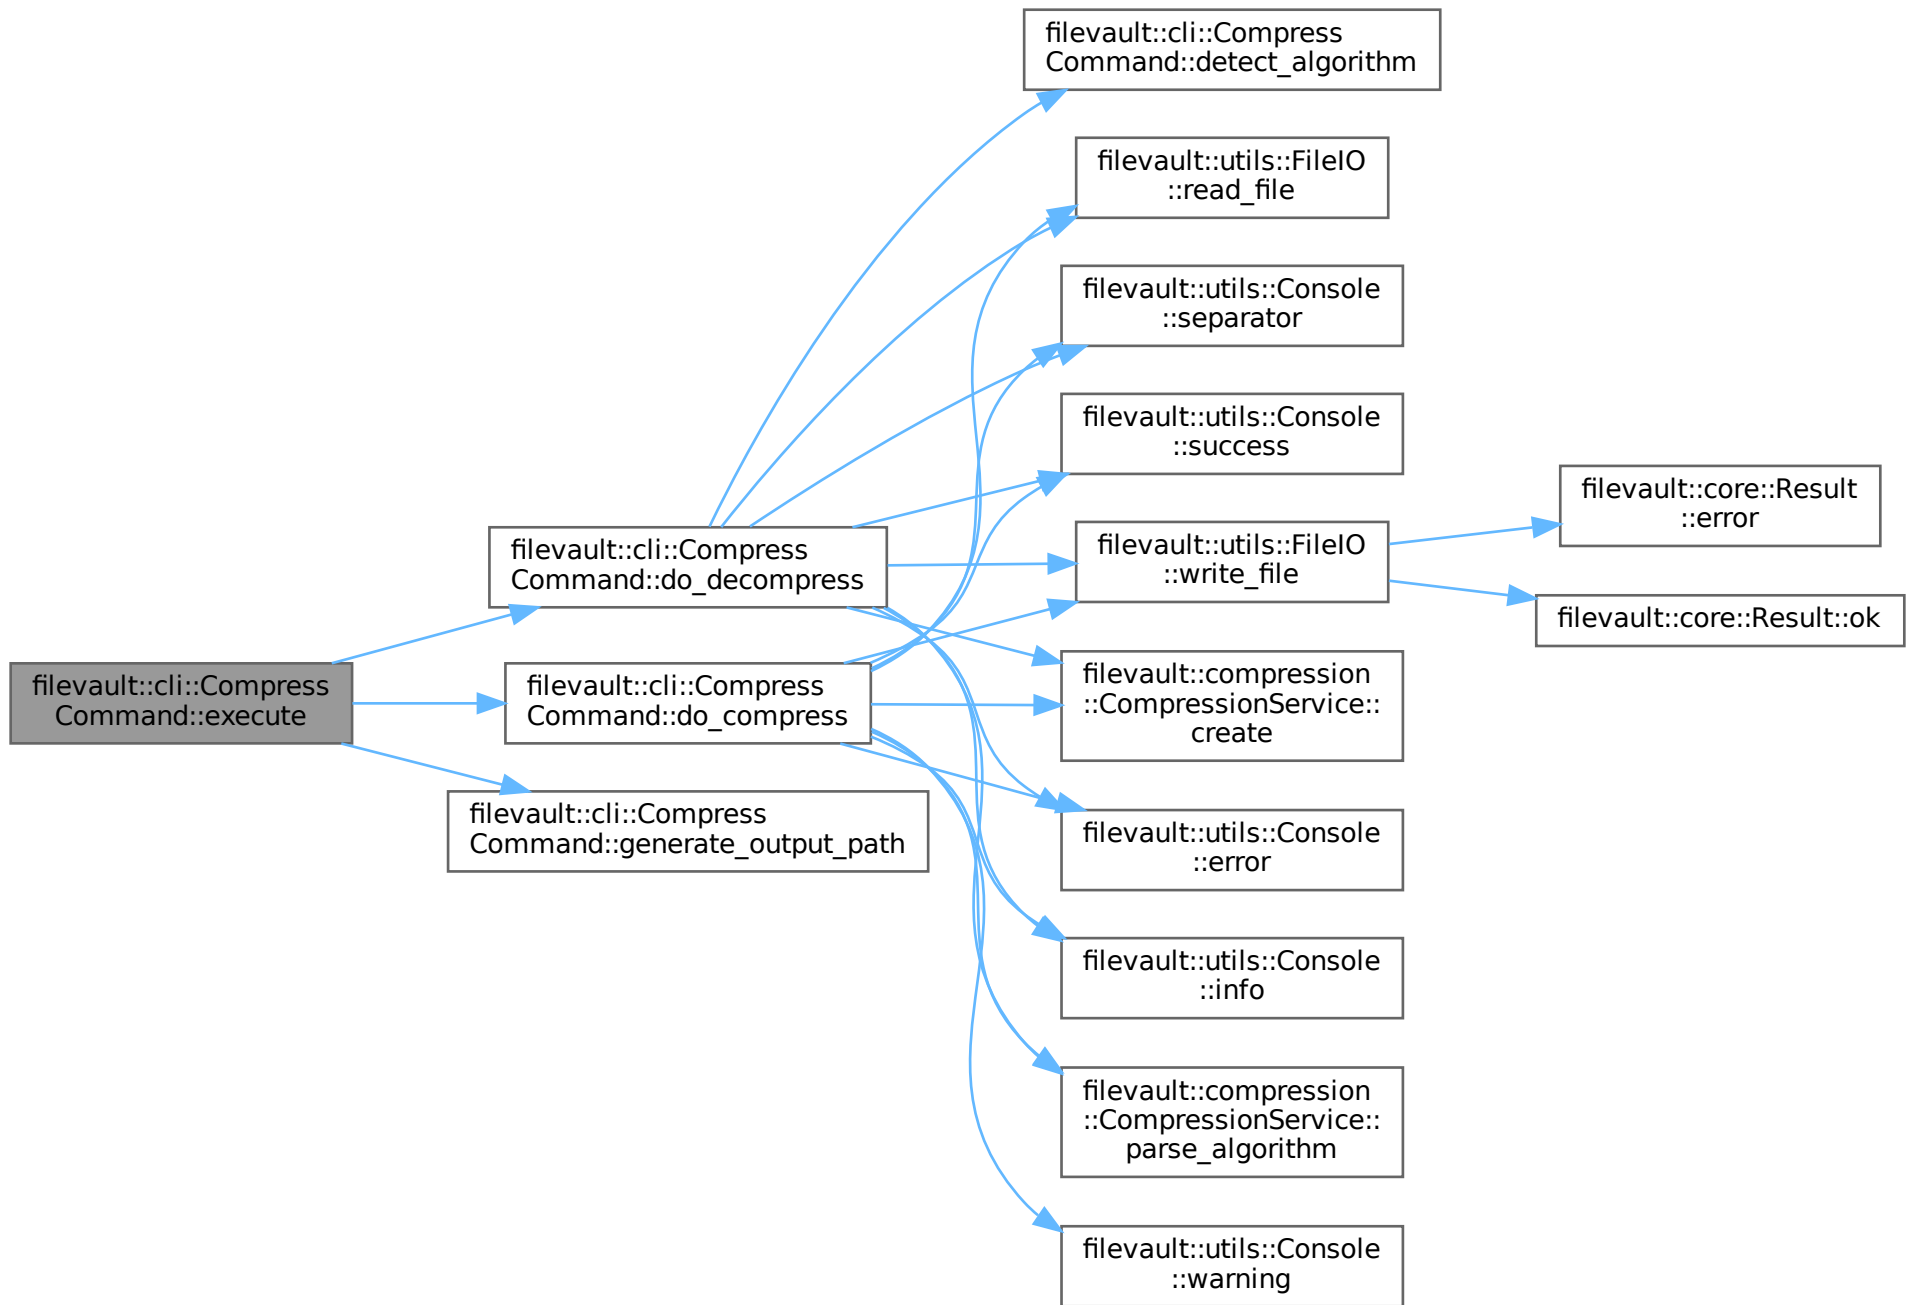 filevault::cli::Compress
Command::execute
filevault::cli::Compress
Command::do_decompress
filevault::cli::Compress
Command::do_compress
filevault::cli::Compress
Command::generate_output_path
filevault::cli::Compress
Command::detect_algorithm
filevault::utils::FileIO
::read_file
filevault::utils::Console
::separator
filevault::utils::Console
::success
filevault::utils::FileIO
::write_file
filevault::compression
::CompressionService::
create
filevault::utils::Console
::error
filevault::utils::Console
::info
filevault::compression
::CompressionService::
parse_algorithm
filevault::utils::Console
::warning
filevault::core::Result
::error
filevault::core::Result::ok